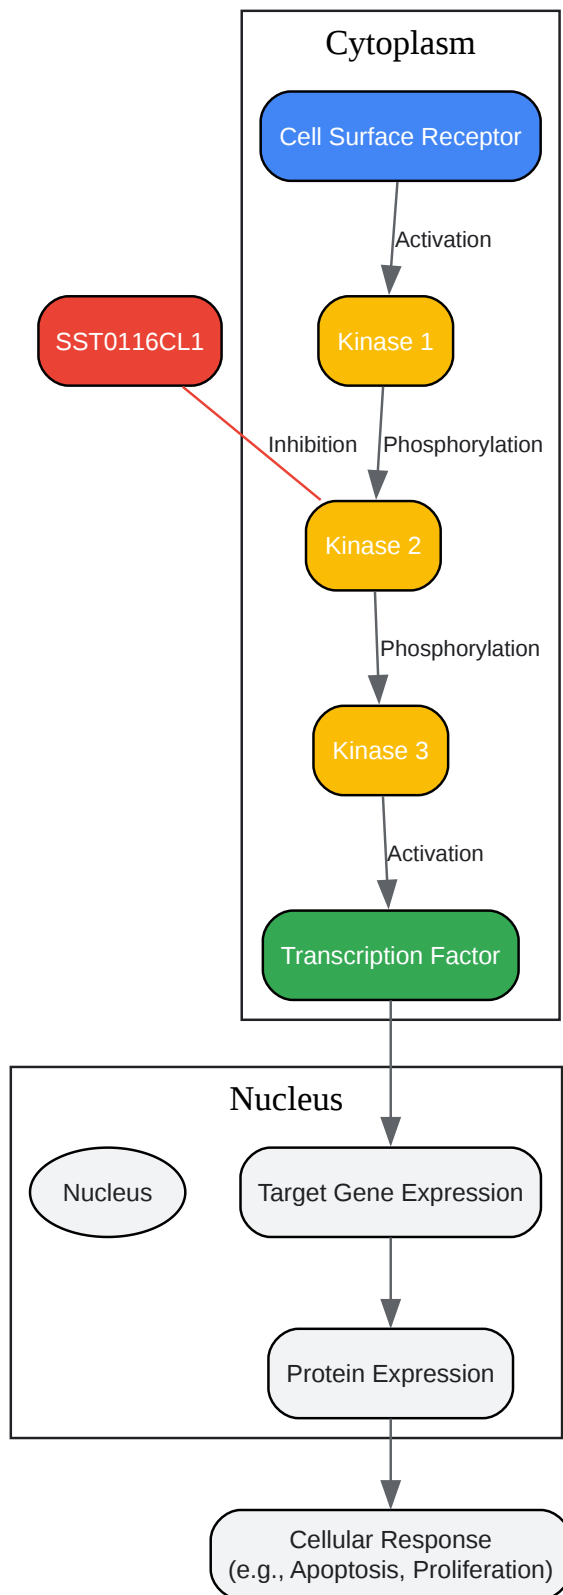 Cytoplasm
Cell Surface Receptor
Activation
SST0116CL1
Kinase 1
Inhibition
Phosphorylation
Kinase 2
Phosphorylation
Kinase 3
Activation
Transcription Factor
Nucleus
Nucleus
Target Gene Expression
Protein Expression
Cellular Response
(e.g., Apoptosis, Proliferation)